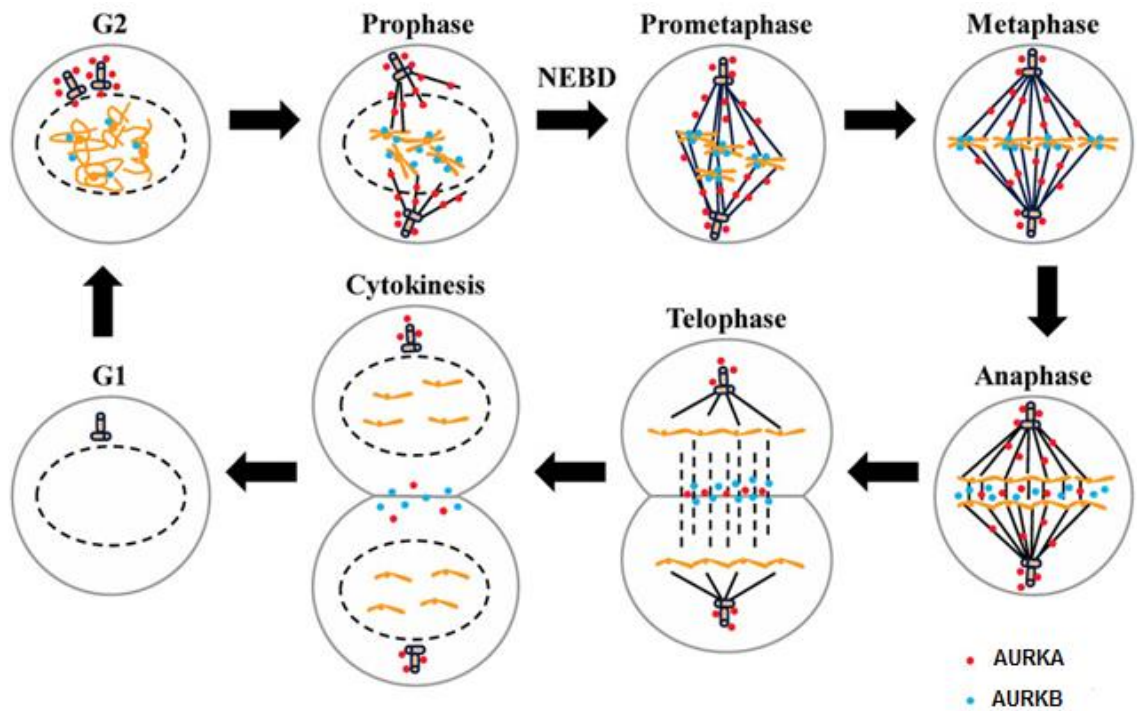 G2
Prophase
NEBD
Prometaphase
Metaphase
Cytokinesis
Telophase
G1
Anaphase
AURKA
AURKB